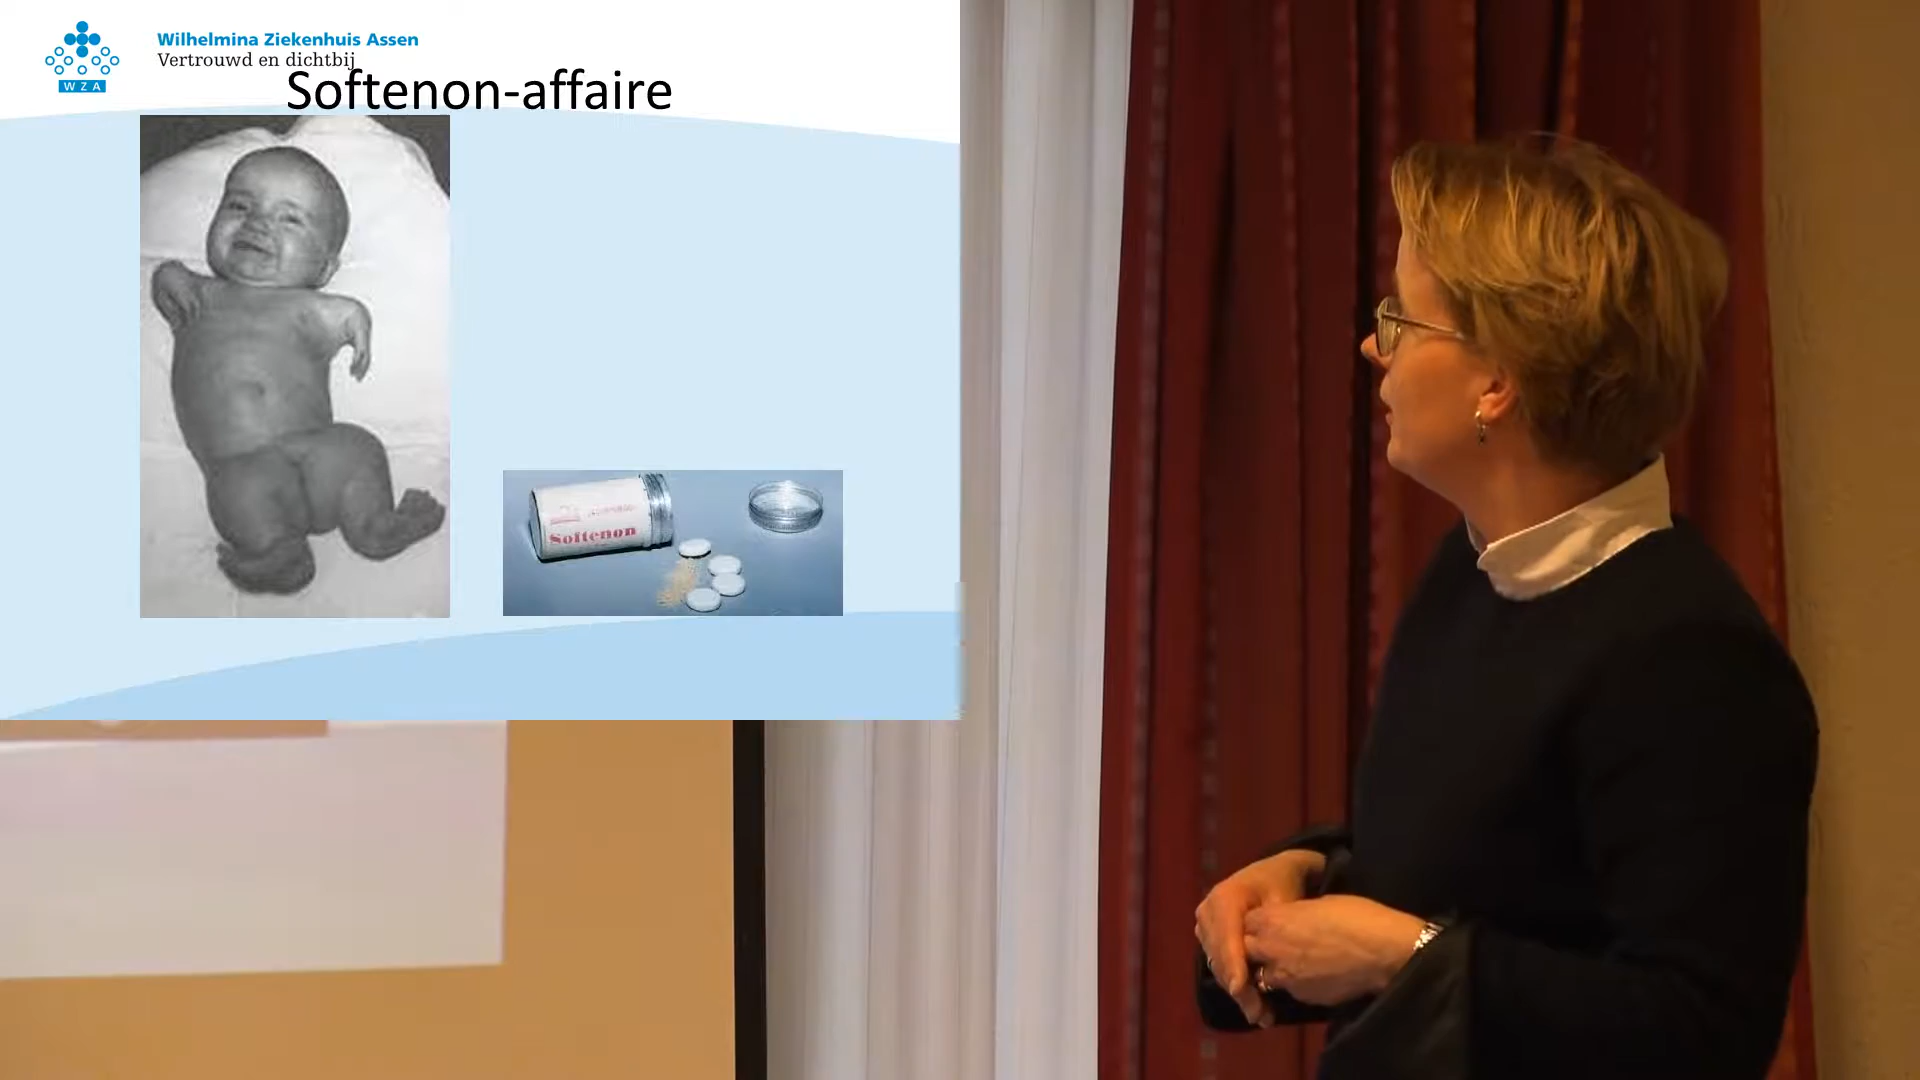 Wilhelmina Ziekenhuis Assen
Vertrouwd en dichtbij
WZA
Softenon-affaire
Softenon